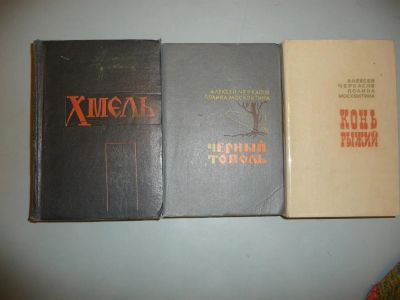 ХМЕЛЬ
АЛЕКСЕЙ ЧЕРКАСОВ
ПОЛИНА МОСКВИТИНА
ЧЕРНЫЙ
ТОПОЛЬ
АЛЕКСЕЙ
ЧЕРКАСОВ
ПОЛИНА
МОСКВИТИНА
КОНЬ
РЫЖИЙ